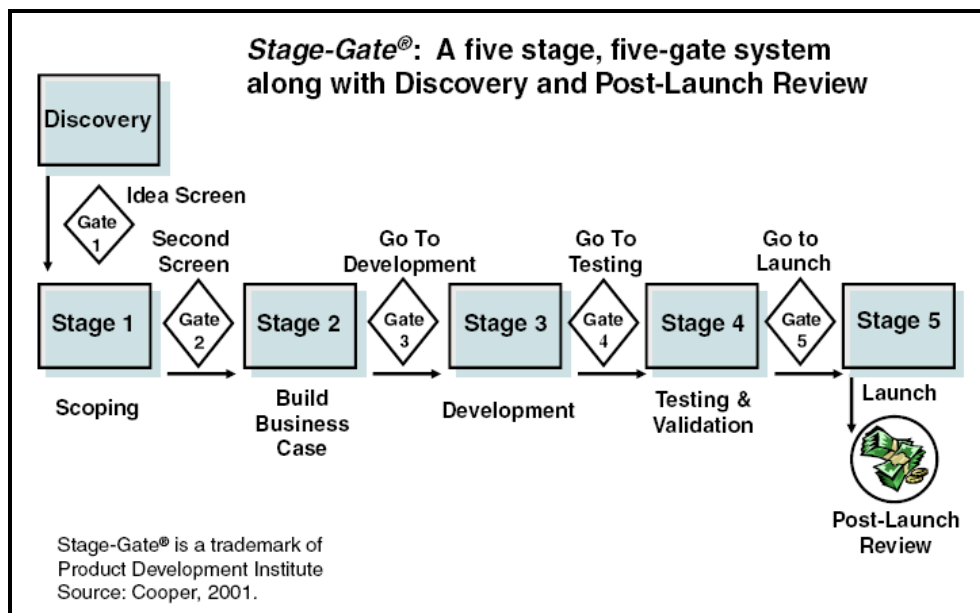 Stage-Gate®: A five stage, five-gate system
along with Discovery and Post-Launch Review
Discovery
Idea Screen
Gate
1
Second
Screen
Go To
Development
Go To
Testing
Go to
Launch
Stage 1
Gate
2
Stage 2
Gate
3
Stage 3
Gate
4
Stage 4
Gate
5
Stage 5
Scoping
Build
Business
Case
Development
Testing &
Validation
Launch
Post-Launch
Review
Stage-Gate® is a trademark of
Product Development Institute
Source: Cooper, 2001.